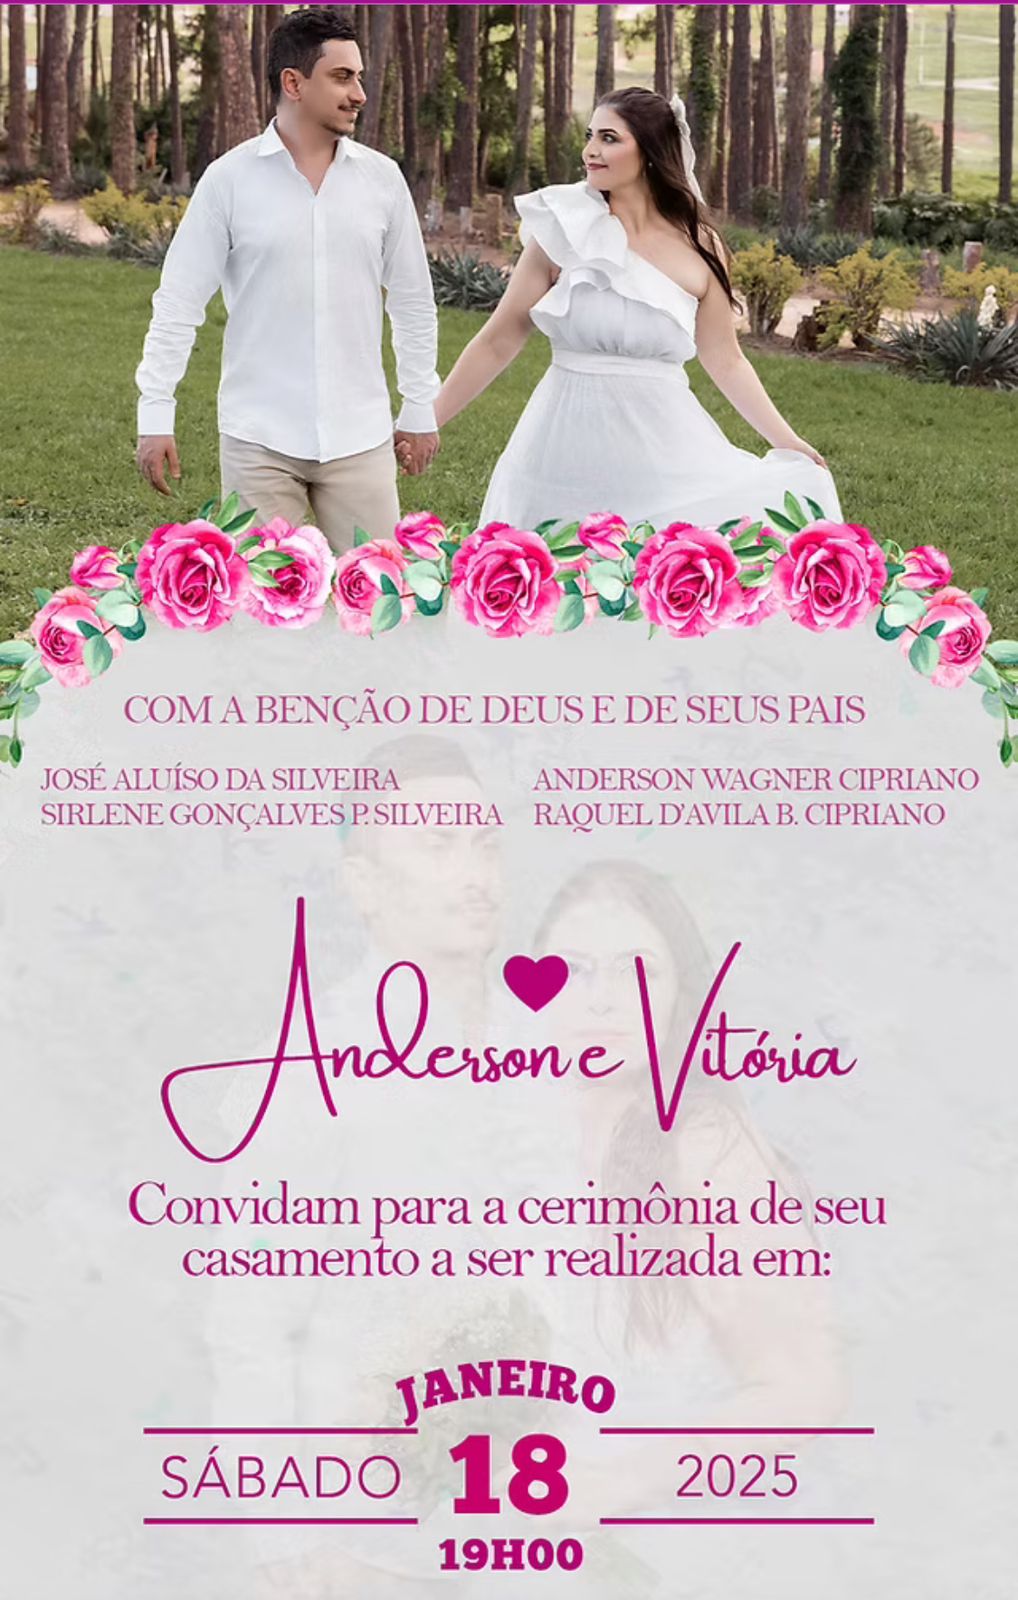 COM A BENÇÃO DE DEUS E DE SEUS PAIS
JOSÉ ALUÍSO DA SILVEIRA
SIRLENE GONÇALVES P. SILVEIRA
ANDERSON WAGNER CIPRIANO
RAQUEL D'AVILA B. CIPRIANO
Anderson e Vitória
Convidam para a cerimônia de seu
casamento a ser realizada em:
JANEIRO
SÁBADO 18 2025
19H00